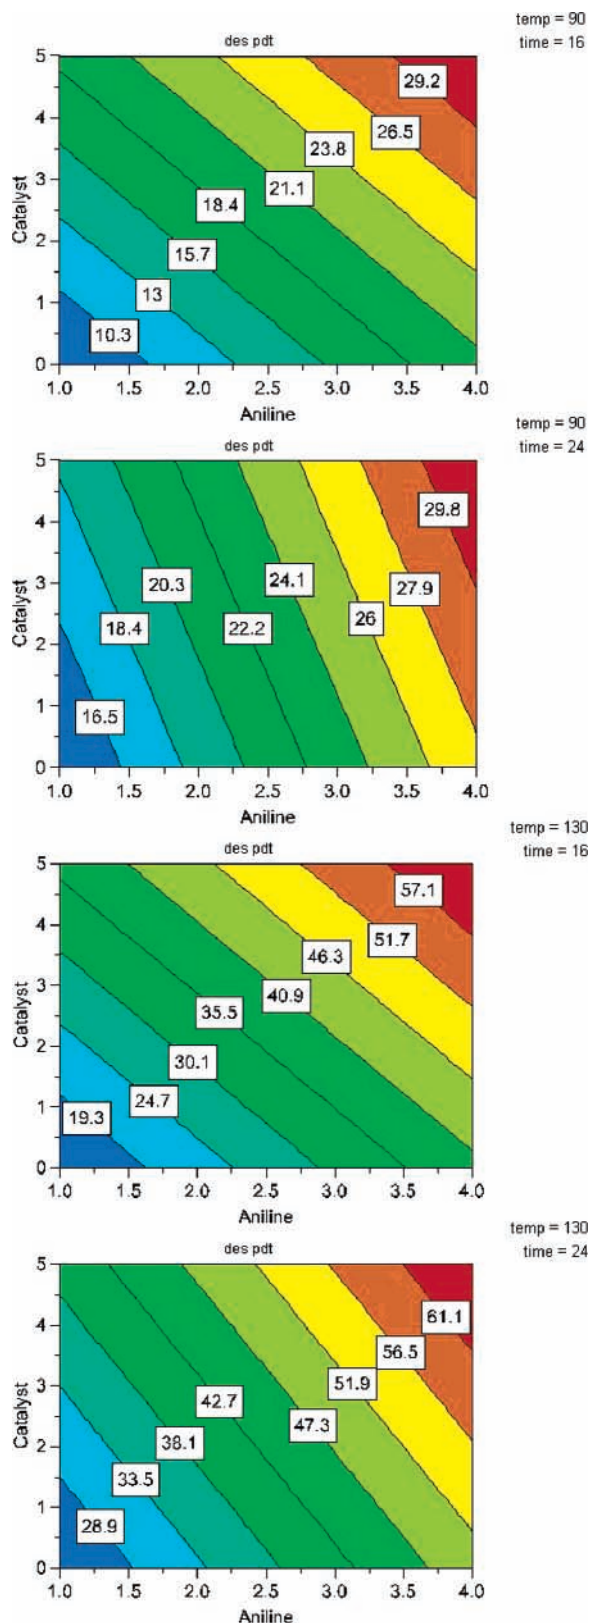 temp = 90
des pdt
time = 16
5
29.2
4
26.5
23.8
3
21.1
18.4
Catalyst
2
15.7
13
1
10.3
0
1.0 1.5 2.0 2.5 3.0 3.5 4.0
Aniline
temp = 90
des pdt
time = 24
5
29.8
4
3
20.3
24.1
27.9
Catalyst
18.4
22.2
26
2
1
16.5
0
1.0 1.5 2.0 2.5 3.0 3.5 4.0
Aniline
temp = 130
des pdt
time = 16
5
57.1
4
51.7
46.3
3
40.9
35.5
Catalyst
2
30.1
24.7
1
19.3
0
1.0 1.5 2.0 2.5 3.0 3.5 4.0
Aniline
temp = 130
des pdt
time = 24
5
61.1
4
56.5
3
51.9
42.7
47.3
Catalyst
2
38.1
33.5
1
28.9
0
1.0 1.5 2.0 2.5 3.0 3.5 4.0
Aniline